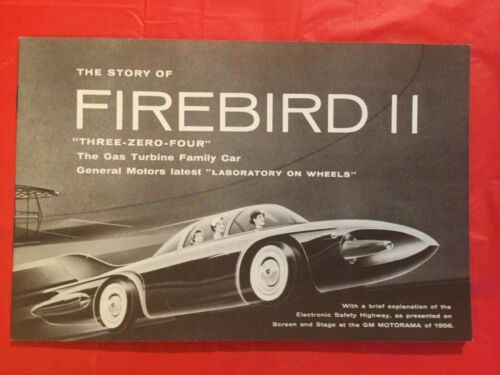 THE STORY OF
FIREBIRD II
"THREE-ZERO-FOUR"
The Gas Turbine Family Car
General Motors latest "LABORATORY ON WHEELS"
With a brief explanation of the
Electronic Safety Highway, as presented on
Screen and Stage at the GM MOTORAMA of 1956.